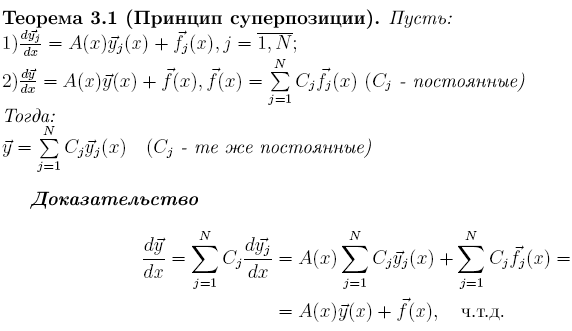 Теорема 3.1 (Принцип суперпозиции). Пусть:
1) $\frac{d\vec{y}_j}{dx} = A(x)\vec{y}_j(x) + \vec{f}_j(x), j = \overline{1, N}$;
2) $\frac{d\vec{y}}{dx} = A(x)\vec{y}(x) + \vec{f}(x), \vec{f}(x) = \sum\limits_{j=1}^{N} C_j \vec{f}_j(x)$ ($C_j$ - постоянные)
Тогда:
$\vec{y} = \sum\limits_{j=1}^{N} C_j \vec{y}_j(x)$ ($C_j$ - те же постоянные)
Доказательство
$\frac{d\vec{y}}{dx} = \sum_{j=1}^{N} C_j \frac{d\vec{y}_j}{dx} = A(x) \sum_{j=1}^{N} C_j \vec{y}_j(x) + \sum_{j=1}^{N} C_j \vec{f}_j(x) =$
$= A(x)\vec{y}(x) + \vec{f}(x),$ ч.т.д.